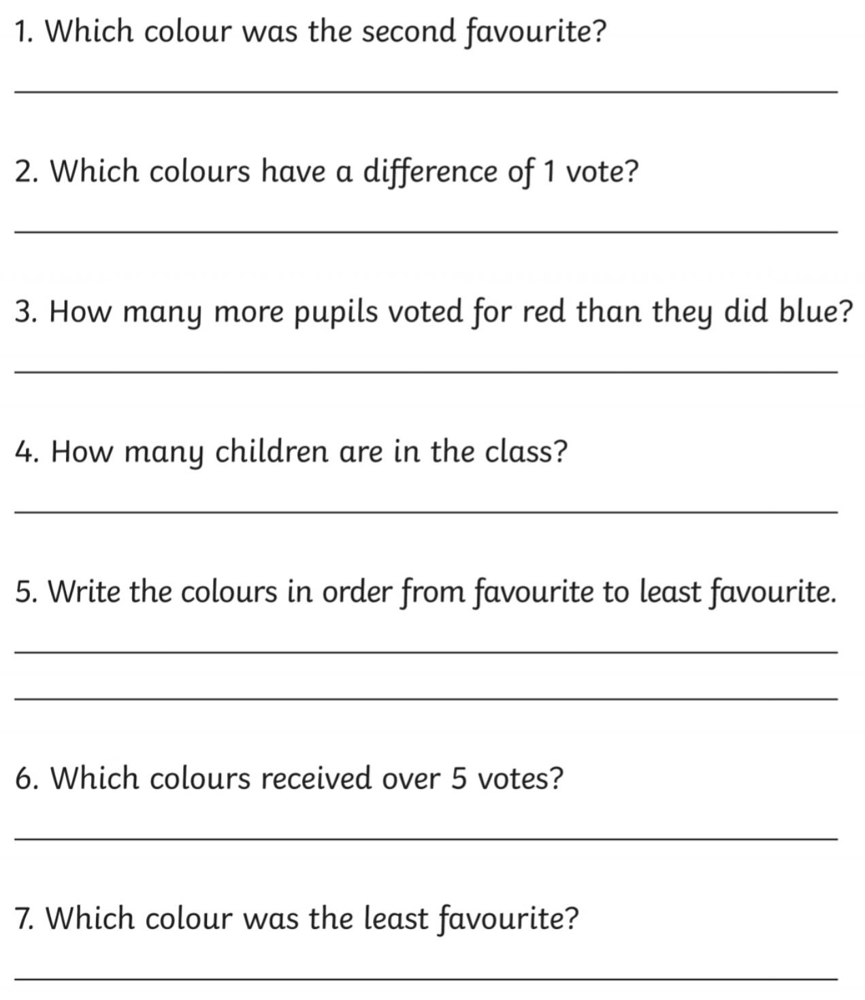 1. Which colour was the second favourite?
2. Which colours have a difference of 1 vote?
3. How many more pupils voted for red than they did blue?
4. How many children are in the class?
5. Write the colours in order from favourite to least favourite.
6. Which colours received over 5 votes?
7. Which colour was the least favourite?